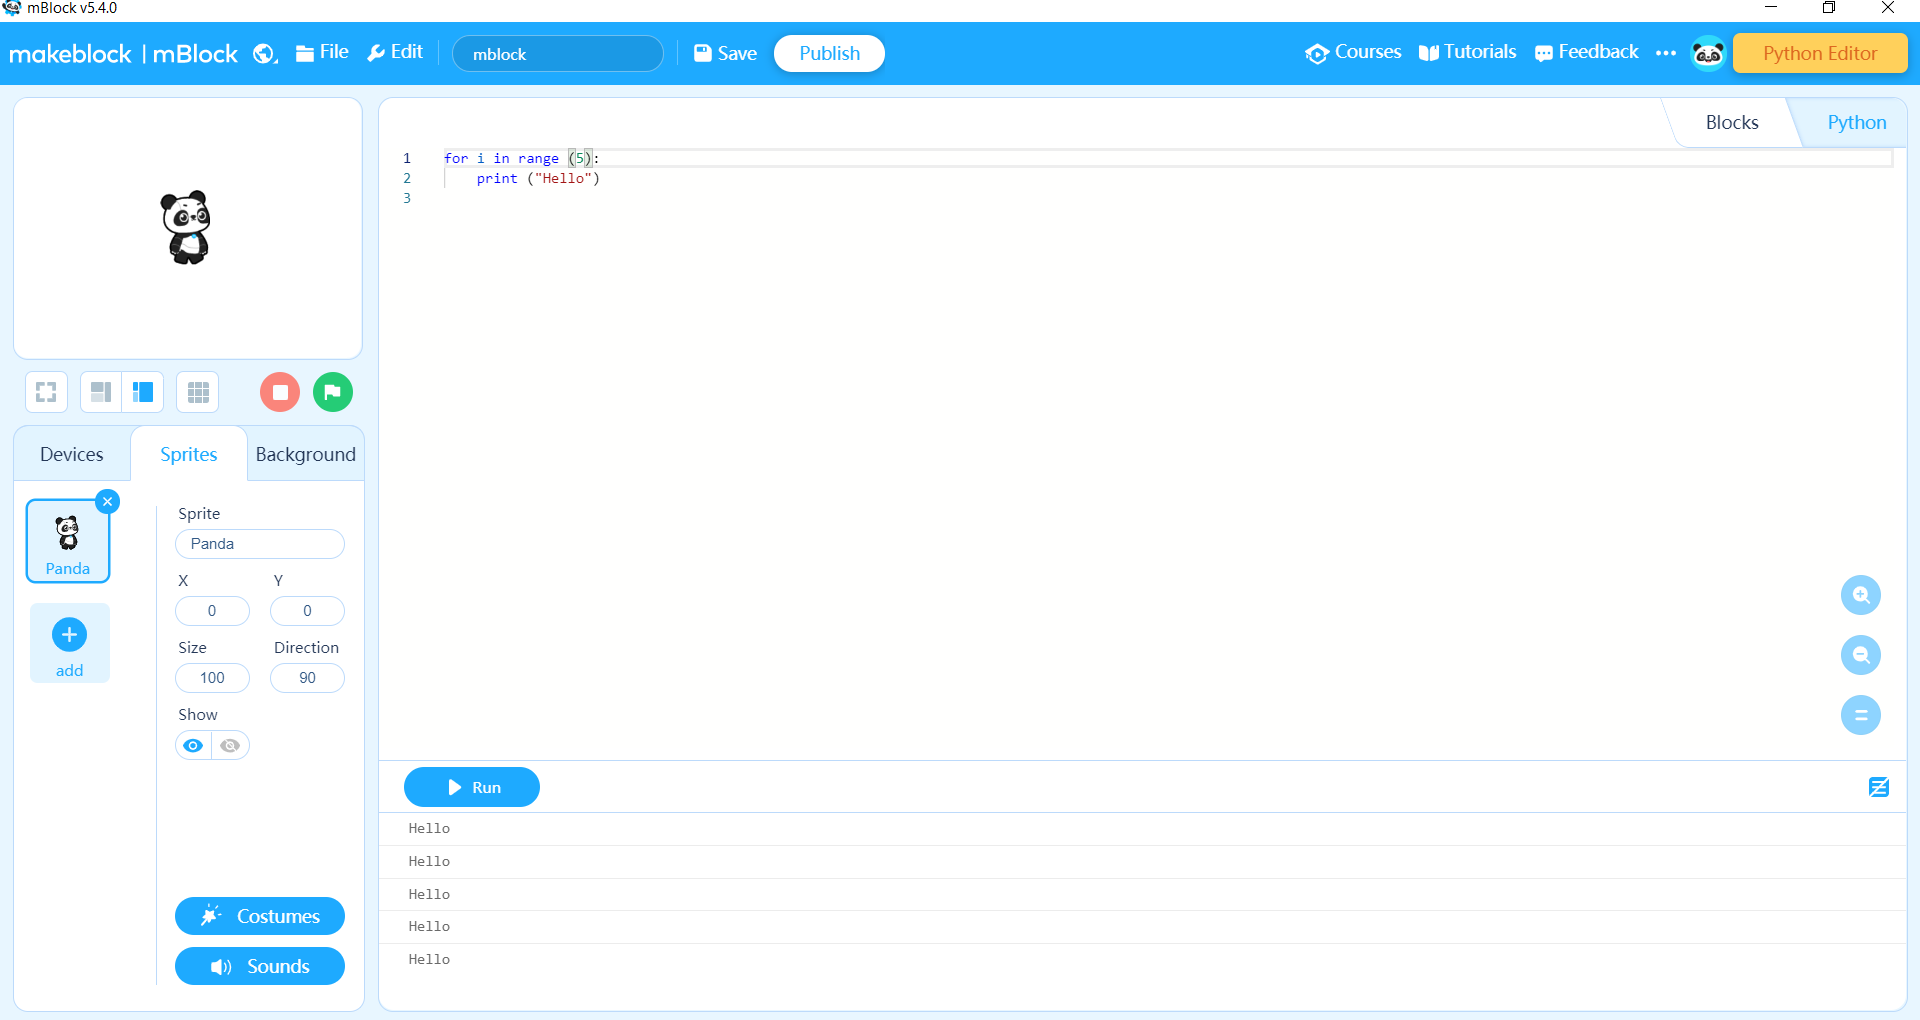 mBlock v5.4.0
makeblock | mBlock File Edit mblock Save Publish Courses Tutorials Feedback Python Editor
Blocks Python
1 for i in range (5):
2 print ("Hello")
3
Devices Sprites Background
Panda
add
Sprite
Panda
X Y
0 0
Size Direction
100 90
Show
Costumes
Sounds
Run
Hello
Hello
Hello
Hello
Hello